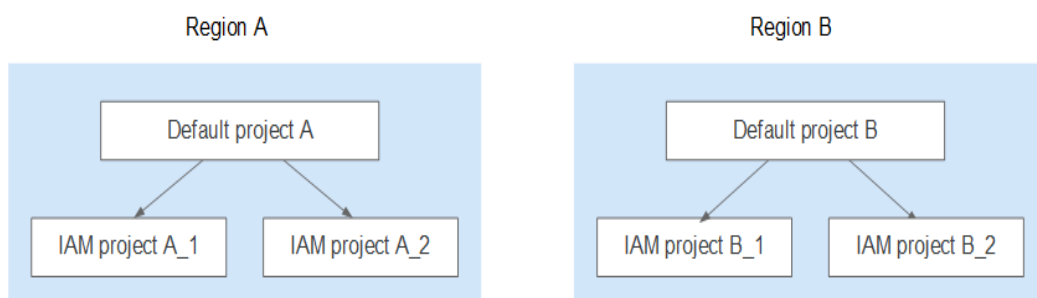 Region A
Region B
Default project A
Default project B
IAM project A_1
IAM project A_2
IAM project B_1
IAM project B_2